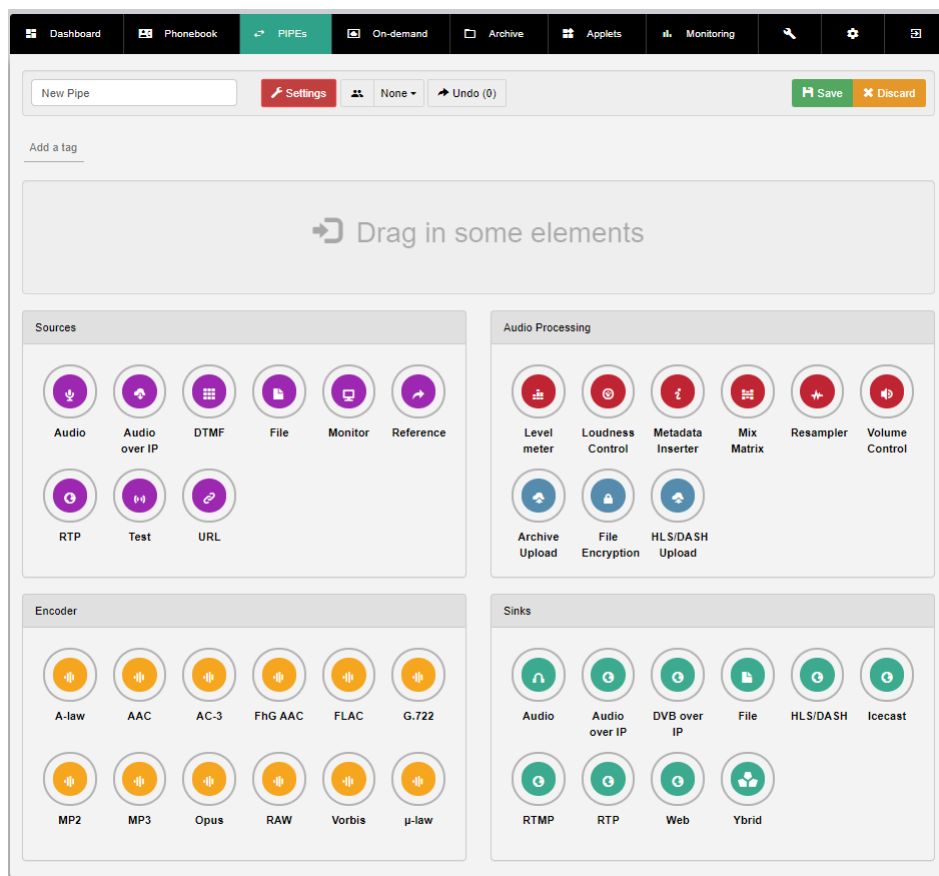 Dashboard Phonebook PIPEs On-demand Archive Applets Monitoring
New Pipe Settings None Undo (0) Save Discard
Add a tag
Drag in some elements
Sources
Audio Audio over IP DTMF File Monitor Reference
RTP Test URL
Audio Processing
Level meter Loudness Control Metadata Inserter Mix Matrix Resampler Volume Control
Archive Upload File Encryption HLS/DASH Upload
Encoder
A-law AAC AC-3 FhG AAC FLAC G.722
MP2 MP3 Opus RAW Vorbis µ-law
Sinks
Audio Audio over IP DVB over IP File HLS/DASH Icecast
RTMP RTP Web Ybrid